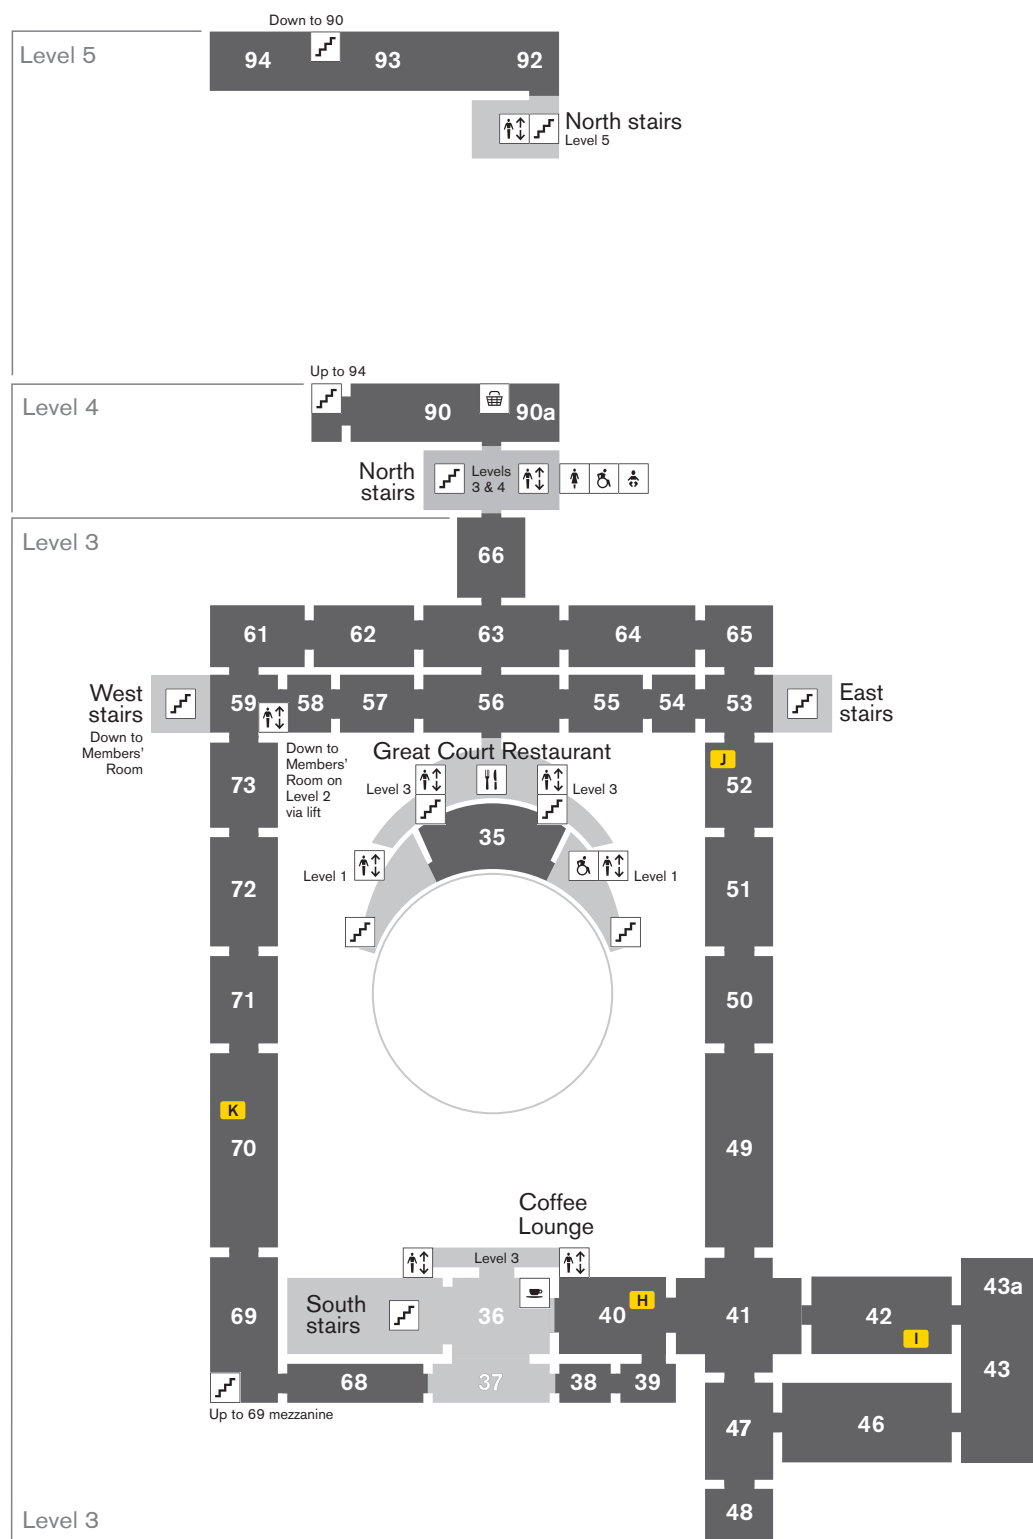 Down to 90
Level 5
94
93
92
North stairs
Level 5
Up to 94
Level 4
90
90a
North
stairs
Levels
3 & 4
Level 3
66
61
62
63
64
65
West
stairs
Down to
Members'
Room
59
58
57
56
55
54
53
East
stairs
Down to
Members'
Room on
Level 2
via lift
Great Court Restaurant
Level 3
Level 3
73
J
52
35
Level 1
Level 1
72
51
71
50
K
70
49
Coffee
Lounge
Level 3
South
stairs
69
36
40
H
41
42
I
43a
43
68
37
38
39
Up to 69 mezzanine
47
46
48
Level 3